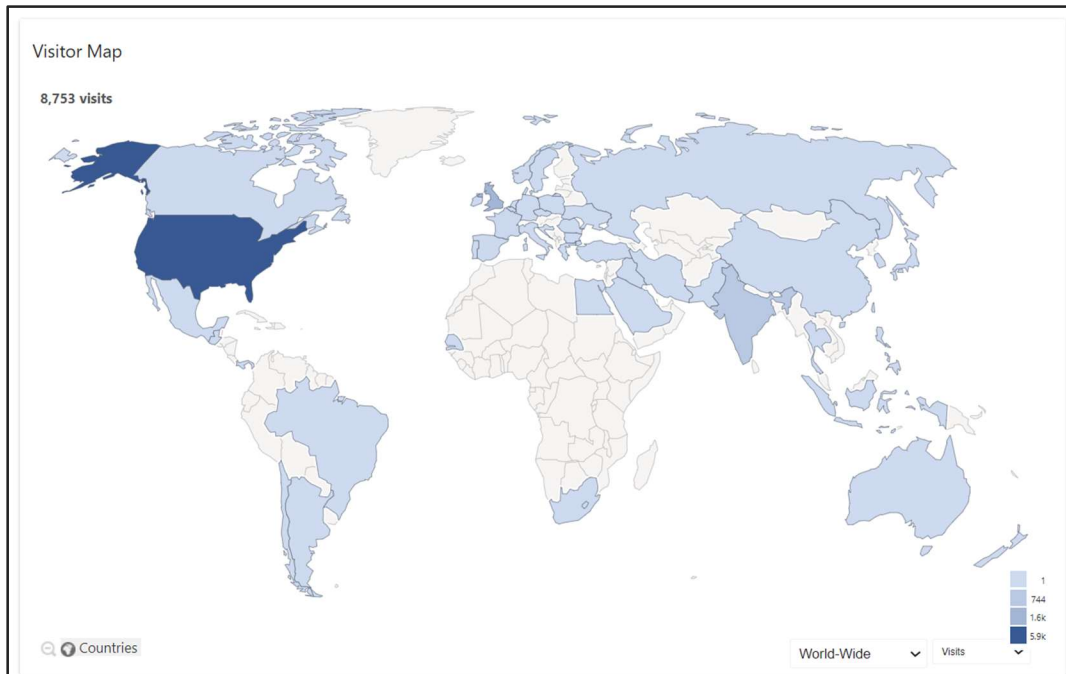 Visitor Map
8,753 visits
1
744
1.6k
5.9k
Countries
World-Wide
Visits